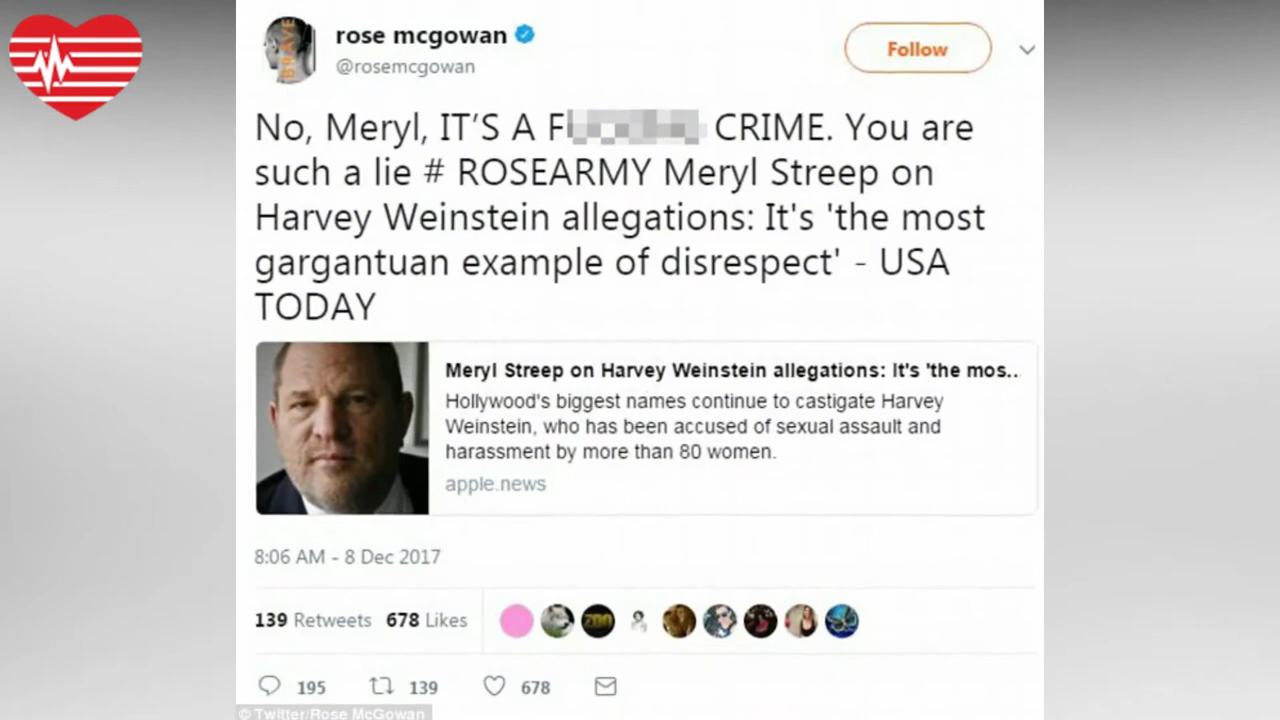 rose mcgowan
@rosemcgowan
Follow
No, Meryl, IT'S A F CRIME. You are
such a lie # ROSEARMY Meryl Streep on
Harvey Weinstein allegations: It's 'the most
gargantuan example of disrespect' - USA
TODAY
Meryl Streep on Harvey Weinstein allegations: It's 'the mos..
Hollywood's biggest names continue to castigate Harvey
Weinstein, who has been accused of sexual assault and
harassment by more than 80 women.
apple.news
8:06 AM - 8 Dec 2017
139 Retweets 678 Likes
195 139 678
© Twitter/Rose McGowan